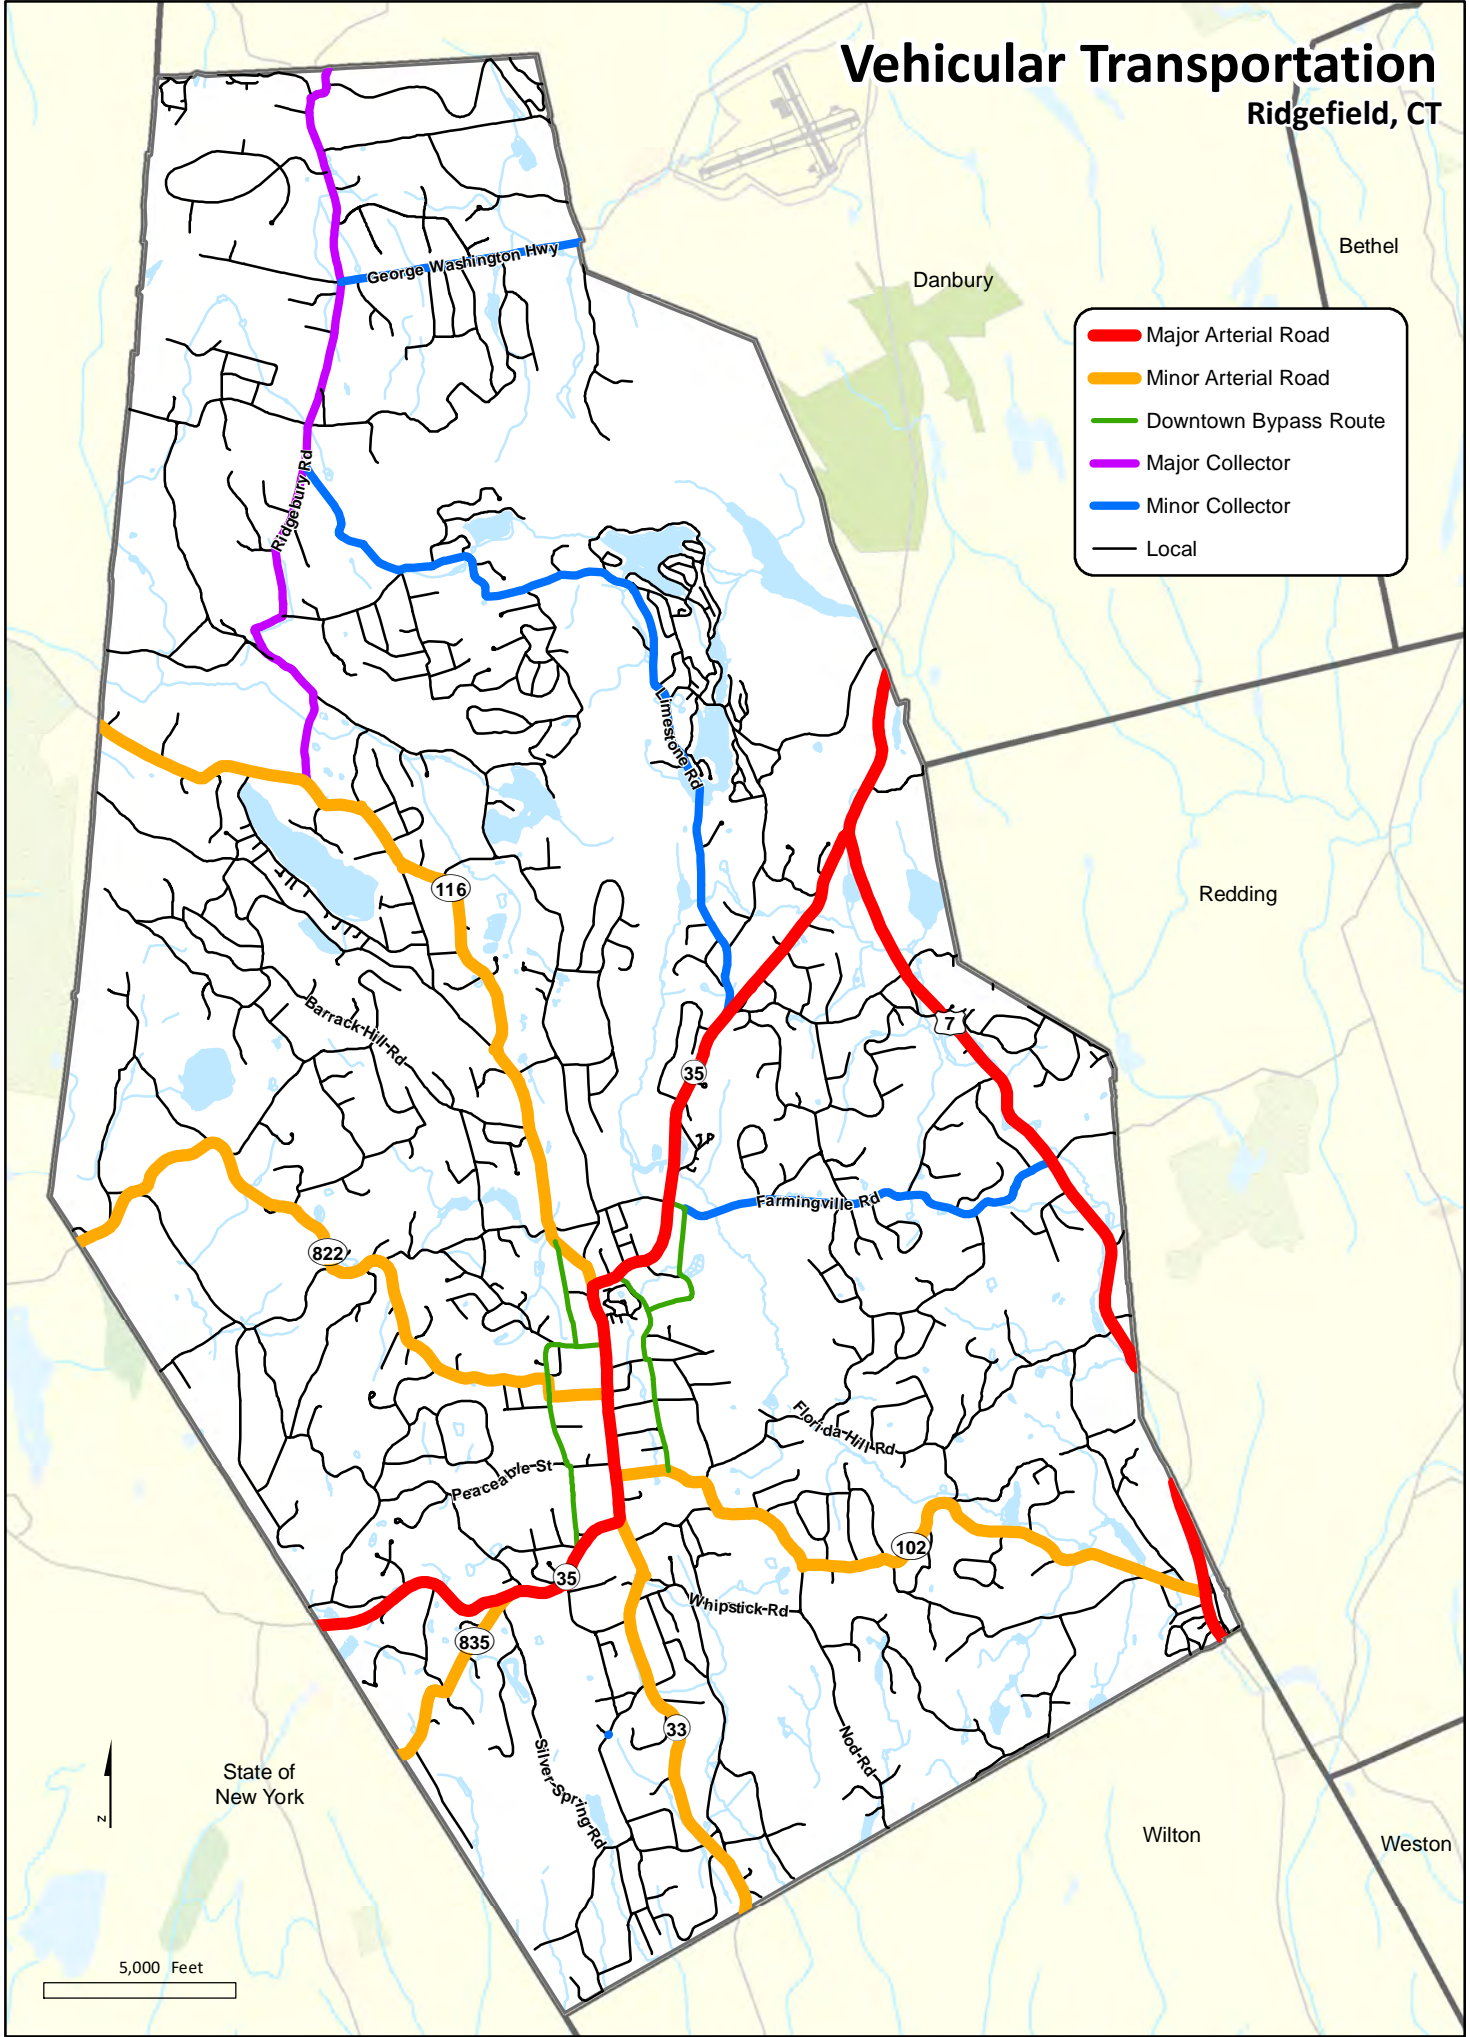 Vehicular Transportation
Ridgefield, CT
Bethel
Danbury
George Washington Hwy
Major Arterial Road
Minor Arterial Road
Downtown Bypass Route
Major Collector
Minor Collector
Local
Ridgebury Rd
Limestone Rd
116
Redding
Barrack Hill Rd
7
35
Farmingville Rd
822
Florida Hill Rd
Peaceable St
102
35
Whipstick Rd
835
33
Nod Rd
Silver Spring Rd
State of
New York
N
Wilton
Weston
5,000 Feet